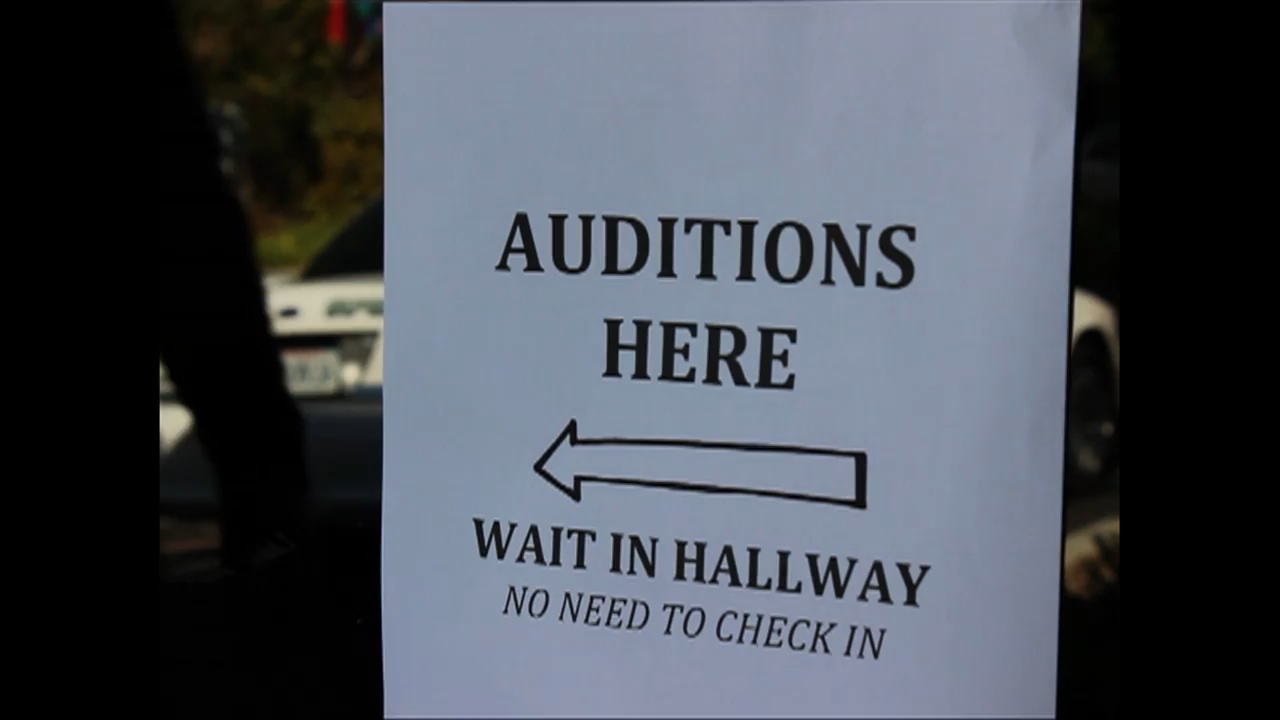 AUDITIONS
HERE
WAIT IN HALLWAY
NO NEED TO CHECK IN